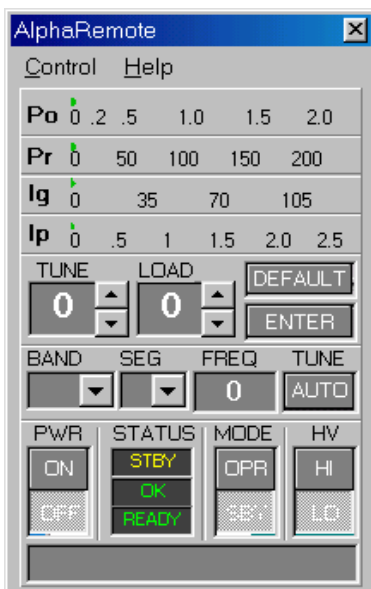 AlphaRemote
Control Help
Po 0 .2 .5 1.0 1.5 2.0
Pr 0 50 100 150 200
Ig 0 35 70 105
Ip 0 .5 1 1.5 2.0 2.5
TUNE LOAD DEFAULT
0 0 ENTER
BAND SEG FREQ TUNE
0 AUTO
PWR STATUS MODE HV
ON STBY OPR HI
OK
OFF READY SBY LO